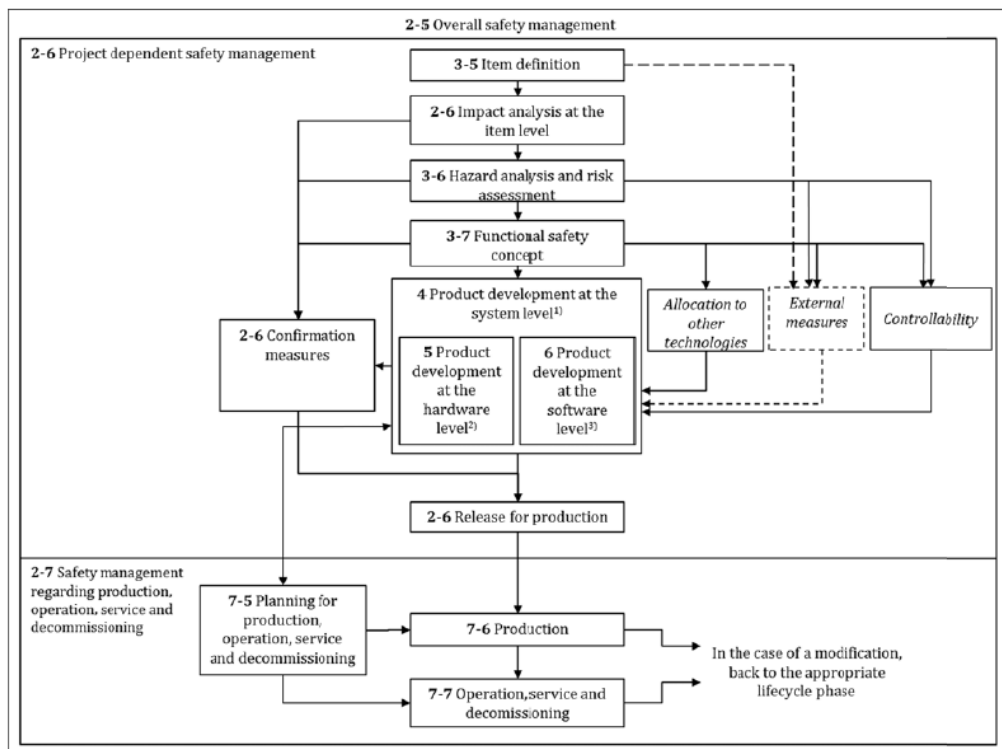 2-5 Overall safety management
2-6 Project dependent safety management
3-5 Item definition
2-6 Impact analysis at the
item level
3-6 Hazard analysis and risk
assessment
3-7 Functional safety
concept
4 Product development at the
system level1)
Allocation to
other
technologies
External
measures
Controllability
2-6 Confirmation
measures
5 Product
development
at the
hardware
level2)
6 Product
development
at the
software
level3)
2-6 Release for production
2-7 Safety management
regarding production,
operation, service and
decommissioning
7-5 Planning for
production,
operation, service
and decommissioning
7-6 Production
7-7 Operation,service and
decomissioning
In the case of a modification,
back to the appropriate
lifecycle phase